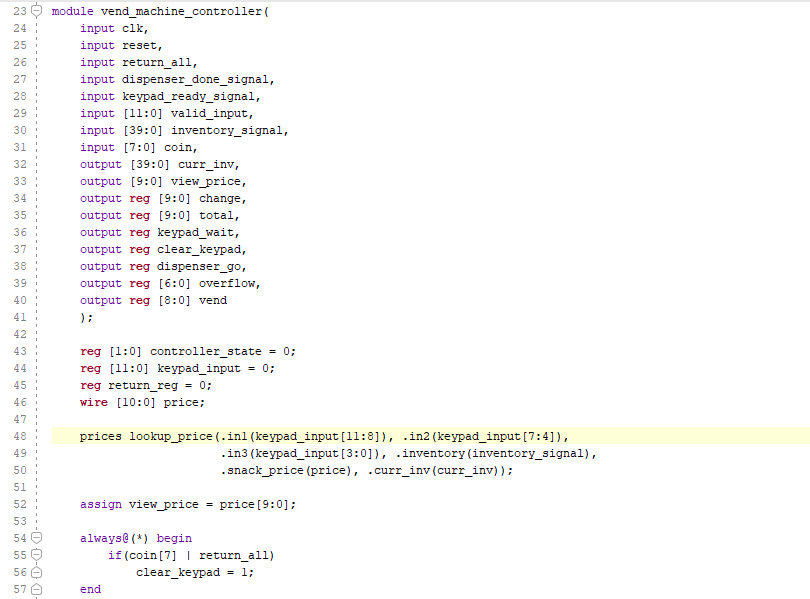 23 module vend_machine_controller(
24 input clk,
25 input reset,
26 input return_all,
27 input dispenser_done_signal,
28 input keypad_ready_signal,
29 input [11:0] valid_input,
30 input [39:0] inventory_signal,
31 input [7:0] coin,
32 output [39:0] curr_inv,
33 output [9:0] view_price,
34 output reg [9:0] change,
35 output reg [9:0] total,
36 output reg keypad_wait,
37 output reg clear_keypad,
38 output reg dispenser_go,
39 output reg [6:0] overflow,
40 output reg [8:0] vend
41 );
42
43 reg [1:0] controller_state = 0;
44 reg [11:0] keypad_input = 0;
45 reg return_reg = 0;
46 wire [10:0] price;
47
48 prices lookup_price(.in1(keypad_input[11:8]), .in2(keypad_input[7:4]),
49 .in3(keypad_input[3:0]), .inventory(inventory_signal),
50 .snack_price(price), .curr_inv(curr_inv));
51
52 assign view_price = price[9:0];
53
54 always@(*) begin
55 if(coin[7] | return_all)
56 clear_keypad = 1;
57 end